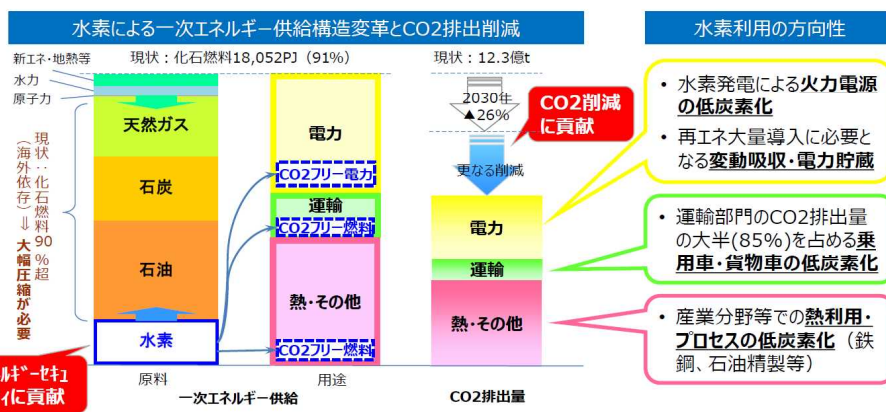 水素による一次エネルギー供給構造変革とCO2排出削減
水素利用の方向性
現状：化石燃料18,052PJ（91%）
現状：12.3億t
新エネ・地熱等
水力
原子力
天然ガス
石炭
石油
水素
原料
現状：化石燃料90％超
（海外依存）⇒ 大幅圧縮が必要
ﾙｷﾞｰｾｷｭ
ｨに貢献
電力
CO2フリー電力
運輸
CO2フリー燃料
熱・その他
CO2フリー燃料
用途
一次エネルギー供給
2030年
▲26%
CO2削減
に貢献
更なる削減
電力
運輸
熱・その他
CO2排出量
• 水素発電による火力電源
の低炭素化
• 再エネ大量導入に必要と
なる変動吸収・電力貯蔵
• 運輸部門のCO2排出量
の大半(85%)を占める乗
用車・貨物車の低炭素化
• 産業分野等での熱利用・
プロセスの低炭素化（鉄
鋼、石油精製等）